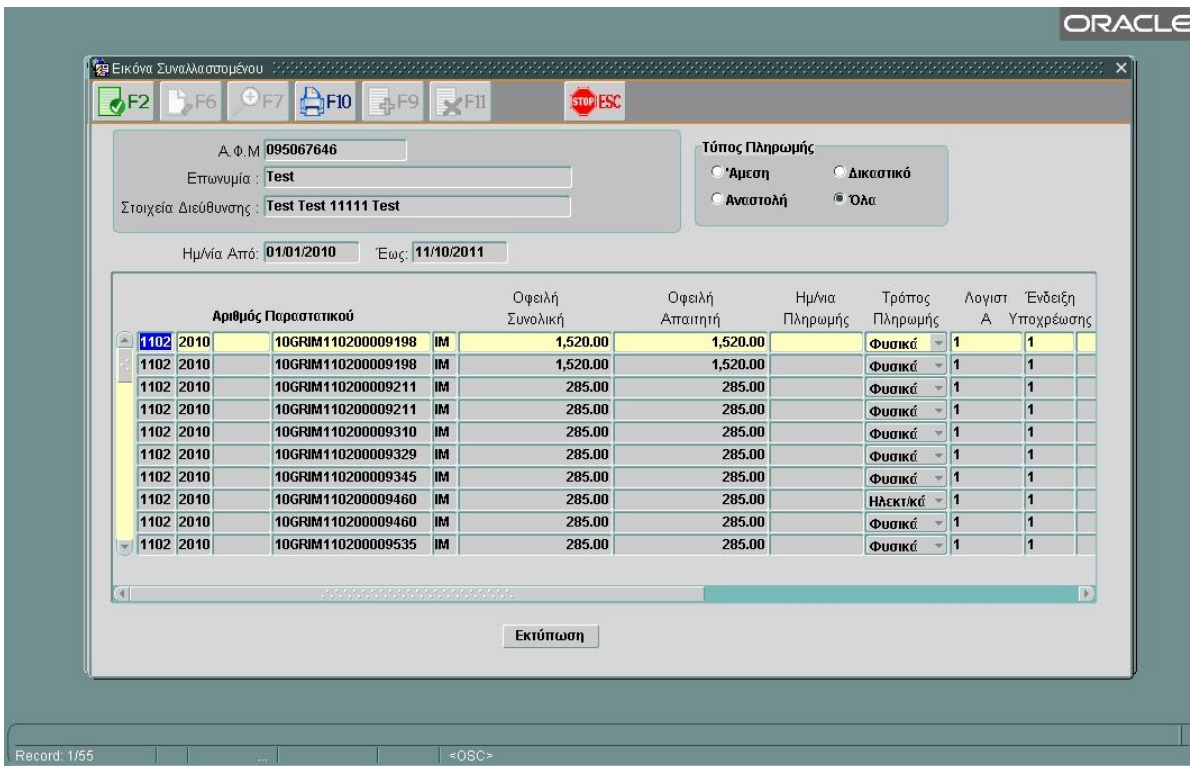 ORACLE
Εικόνα Συναλλασσομένου
F2 F6 F7 F10 F9 F11 STOP ESC
Α.Φ.Μ 095067646
Επωνυμία : Test
Στοιχεία Διεύθυνσης : Test Test 11111 Test
Τύπος Πληρωμής
'Αμεση Δικαστικό
Αναστολή Όλα
Ημ/νία Από: 01/01/2010 Έως: 11/10/2011
Οφειλή Οφειλή Ημ/νια Τρόπος Λογιστ Ένδειξη
Αριθμός Παραστατικού Συνολική Απαιτητή Πληρωμής Πληρωμής Α Υποχρέωσης
1102 2010 10GRIM110200009198 IM 1,520.00 1,520.00 Φυσικά 1 1
1102 2010 10GRIM110200009198 IM 1,520.00 1,520.00 Φυσικά 1 1
1102 2010 10GRIM110200009211 IM 285.00 285.00 Φυσικά 1 1
1102 2010 10GRIM110200009211 IM 285.00 285.00 Φυσικά 1 1
1102 2010 10GRIM110200009310 IM 285.00 285.00 Φυσικά 1 1
1102 2010 10GRIM110200009329 IM 285.00 285.00 Φυσικά 1 1
1102 2010 10GRIM110200009345 IM 285.00 285.00 Φυσικά 1 1
1102 2010 10GRIM110200009460 IM 285.00 285.00 Ηλεκτ/κά 1 1
1102 2010 10GRIM110200009460 IM 285.00 285.00 Φυσικά 1 1
1102 2010 10GRIM110200009535 IM 285.00 285.00 Φυσικά 1 1
Εκτύπωση
Record: 1/55 ... <OSC>